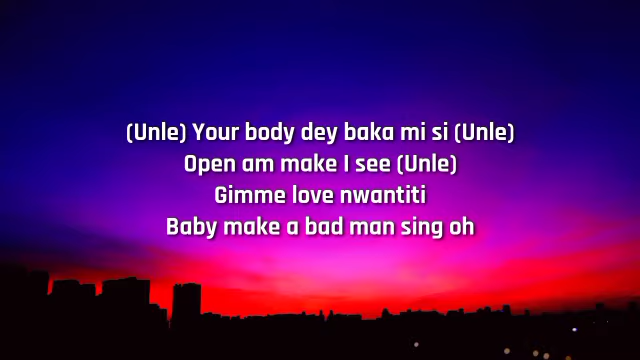 (Unle) Your body dey baka mi si (Unle)
Open am make I see (Unle)
Gimme love nwantiti
Baby make a bad man sing oh